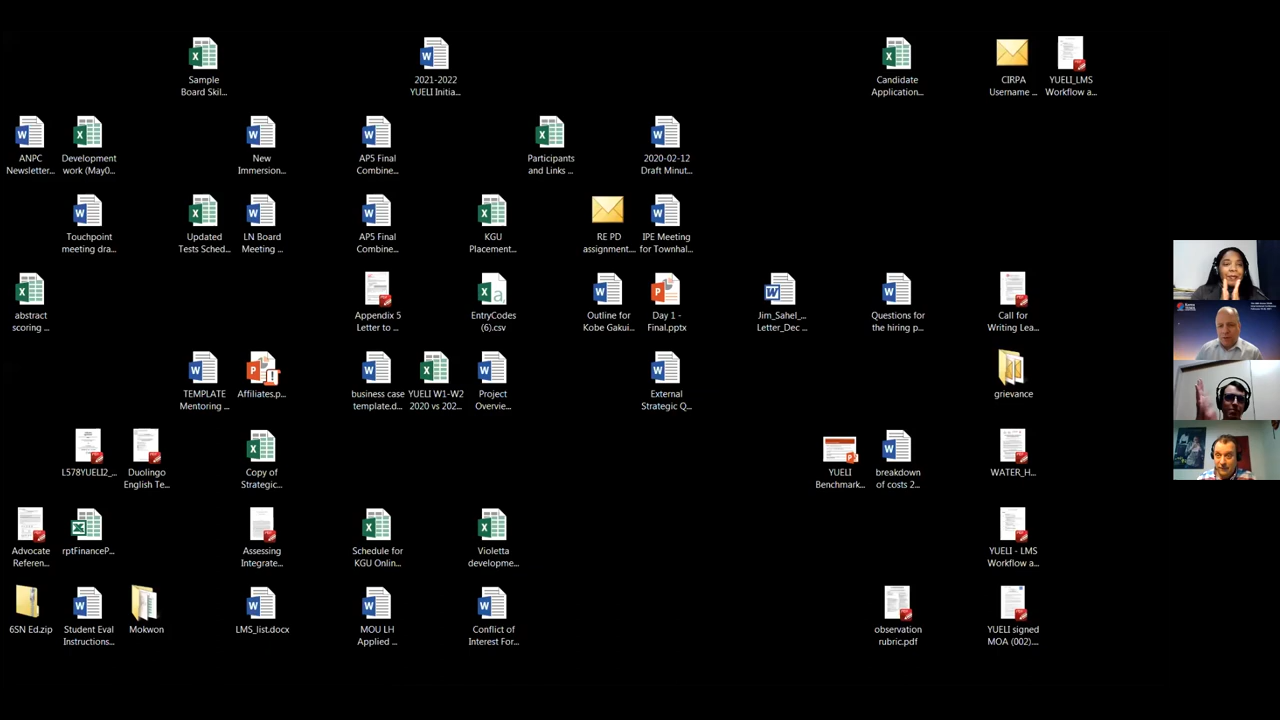 Sample
Board Skil...
2021-2022
YUELI Initia...
Candidate
Application...
CIRPA
Username ...
YUELI_LMS
Workflow a...
ANPC
Newsletter...
Development
work (May0...
New
Immersion...
AP5 Final
Combine...
Participants
and Links ...
2020-02-12
Draft Minut...
Touchpoint
meeting dra...
Updated
Tests Sched...
LN Board
Meeting ...
AP5 Final
Combine...
KGU
Placement...
RE PD
assignment...
IPE Meeting
for Townhal...
abstract
scoring ...
Appendix 5
Letter to ...
EntryCodes
(6).csv
Outline for
Kobe Gakui...
Day 1 -
Final.pptx
Jim_Sahel_...
Letter_Dec ...
Questions for
the hiring p...
Call for
Writing Lea...
TEMPLATE
Mentoring ...
Affiliates.p...
business case
template.d...
YUELI W1-W2
2020 vs 202...
Project
Overvie...
External
Strategic Q...
grievance
L578YUELI2_...
Duolingo
English Te...
Copy of
Strategic...
YUELI
Benchmark...
breakdown
of costs 2...
WATER_H...
Advocate
Referen...
rptFinanceP...
Assessing
Integrate...
Schedule for
KGU Onlin...
Violetta
developme...
YUELI - LMS
Workflow a...
6SN Ed.zip
Student Eval
Instructions...
Mokwon
LMS_list.docx
MOU LH
Applied ...
Conflict of
Interest For...
observation
rubric.pdf
YUELI signed
MOA (002)....